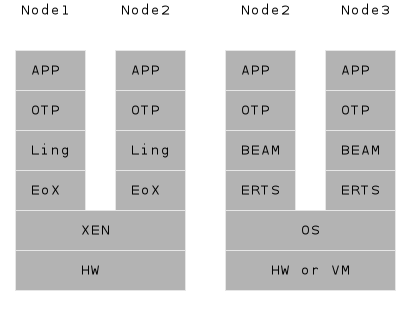 Node1 Node2 Node2 Node3
APP APP APP APP
OTP OTP OTP OTP
Ling Ling BEAM BEAM
EoX EoX ERTS ERTS
XEN OS
HW HW or VM